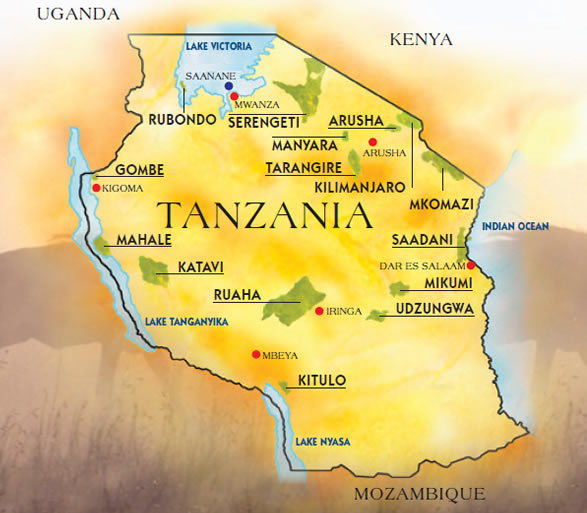 UGANDA
KENYA
LAKE VICTORIA
SAANANE
MWANZA
RUBONDO
SERENGETI
ARUSHA
MANYARA
ARUSHA
TARANGIRE
KILIMANJARO
GOMBE
KIGOMA
MKOMAZI
TANZANIA
INDIAN OCEAN
MAHALE
SAADANI
KATAVI
DAR ES SALAAM
MIKUMI
RUAHA
UDZUNGWA
IRINGA
LAKE TANGANYIKA
MBEYA
KITULO
LAKE NYASA
MOZAMBIQUE